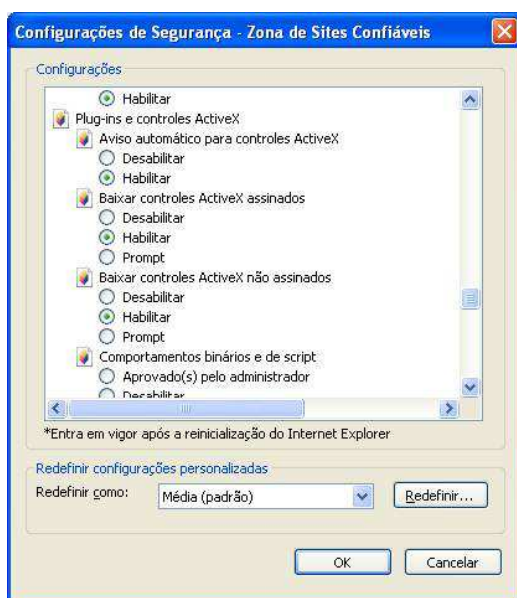 Configurações de Segurança - Zona de Sites Confiáveis
Configurações
Habilitar
Plug-ins e controles ActiveX
Aviso automático para controles ActiveX
Desabilitar
Habilitar
Baixar controles ActiveX assinados
Desabilitar
Habilitar
Prompt
Baixar controles ActiveX não assinados
Desabilitar
Habilitar
Prompt
Comportamentos binários e de script
Aprovado(s) pelo administrador
Desabilitar
*Entra em vigor após a reinicialização do Internet Explorer
Redefinir configurações personalizadas
Redefinir como: Média (padrão) Redefinir...
OK Cancelar